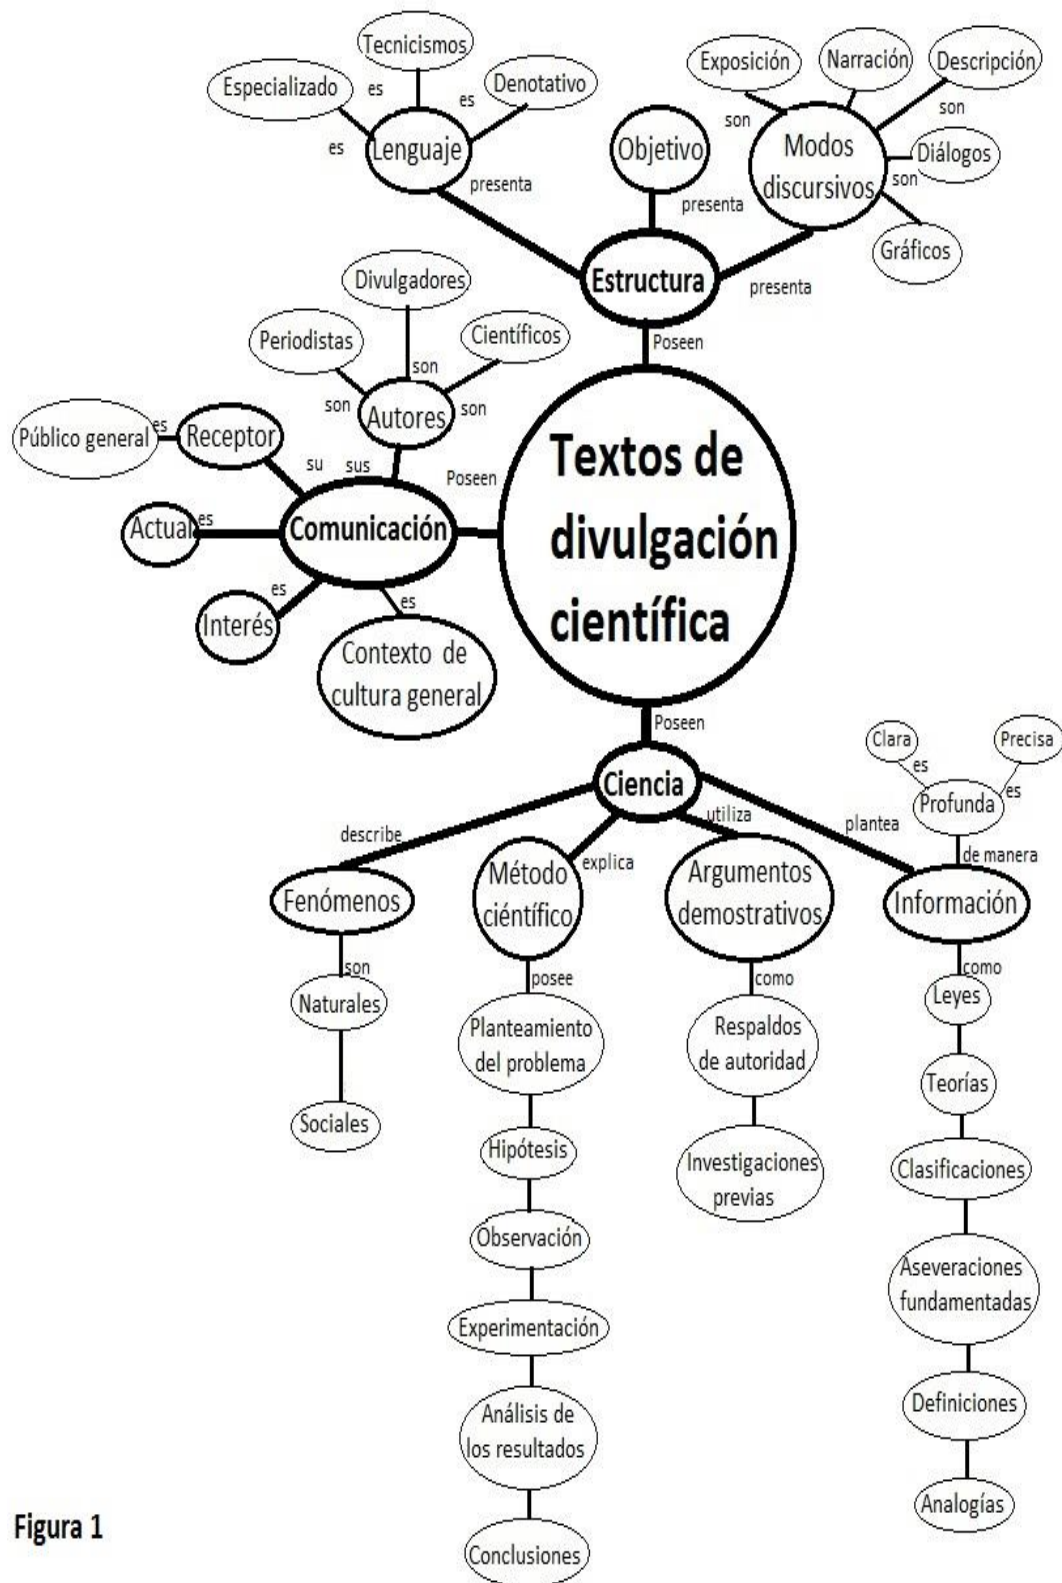 Tecnicismos
Especializado
es
es
Denotativo
es
Lenguaje
presenta
Objetivo
presenta
Exposición
Narración
Descripción
son
son
Modos
discursivos
son
Diálogos
Gráficos
presenta
Estructura
Poseen
Divulgadores
Periodistas
Científicos
son
son
son
Autores
Público general
es
Receptor
su
sus
Poseen
Actual
es
Comunicación
es
Interés
es
Contexto de
cultura general
Textos de
divulgación
científica
Poseen
Ciencia
describe
explica
utiliza
plantea
Clara
es
Precisa
es
Profunda
de manera
Fenómenos
son
Naturales
Sociales
Método
ciéntífico
posee
Planteamiento
del problema
Hipótesis
Observación
Experimentación
Análisis de
los resultados
Conclusiones
Argumentos
demostrativos
como
Respaldos
de autoridad
Investigaciones
previas
Información
como
Leyes
Teorías
Clasificaciones
Aseveraciones
fundamentadas
Definiciones
Analogías
Figura 1